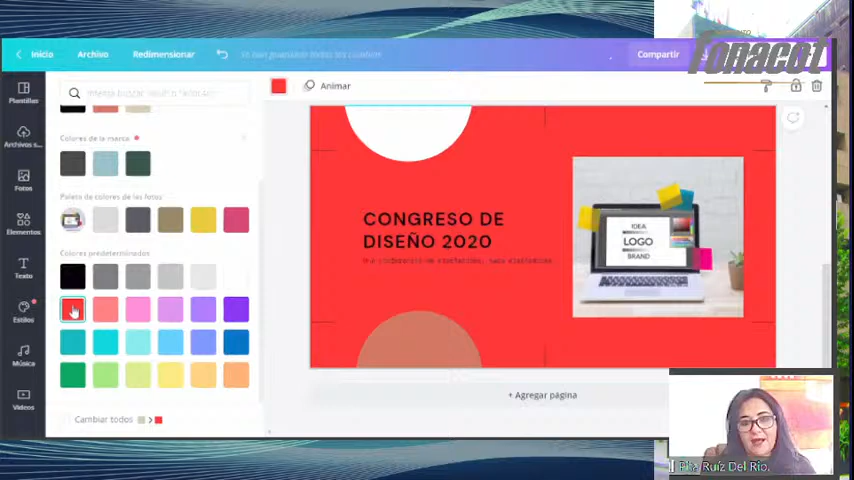 fonacot
Inicio
Archivo
Redimensionar
Compartir
Plantillas
Animar
Archivos s...
Colores de la marca
Fotos
Paleta de colores de las fotos
Elementos
Colores predeterminados
Texto
Estilos
Música
Videos
Cambiar todos
CONGRESO DE
DISEÑO 2020
IDEA
LOGO
BRAND
+ Agregar página
Ruíz Del Río.